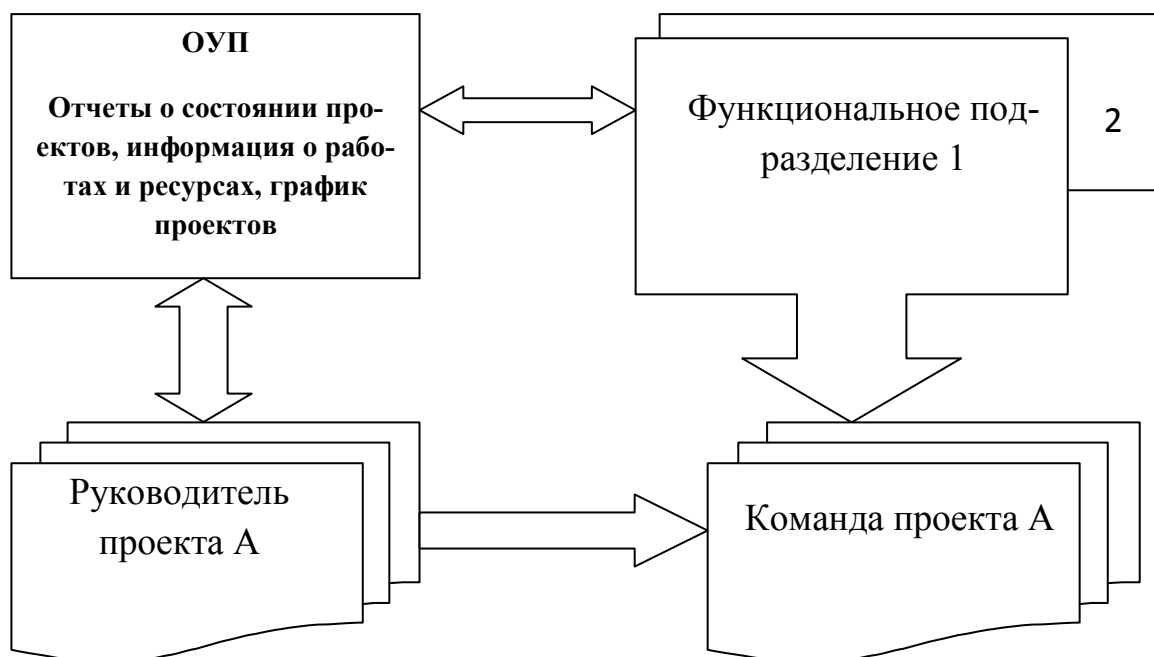 ОУП
Отчеты о состоянии про-
ектов, информация о рабо-
тах и ресурсах, график
проектов
Функциональное под-
разделение 1
2
Руководитель
проекта А
Команда проекта А